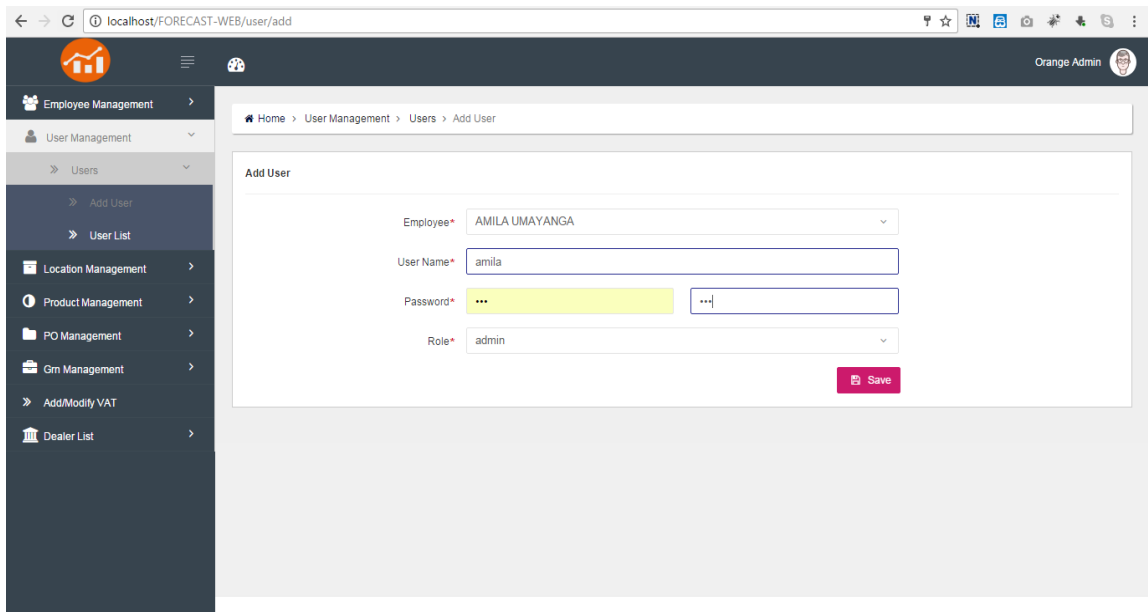 localhost/FORECAST-WEB/user/add
Orange Admin
Employee Management
User Management
Users
Add User
User List
Location Management
Product Management
PO Management
Grn Management
Add/Modify VAT
Dealer List
Home > User Management > Users > Add User
Add User
Employee* AMILA UMAYANGA
User Name* amila
Password* ••• •••
Role* admin
Save